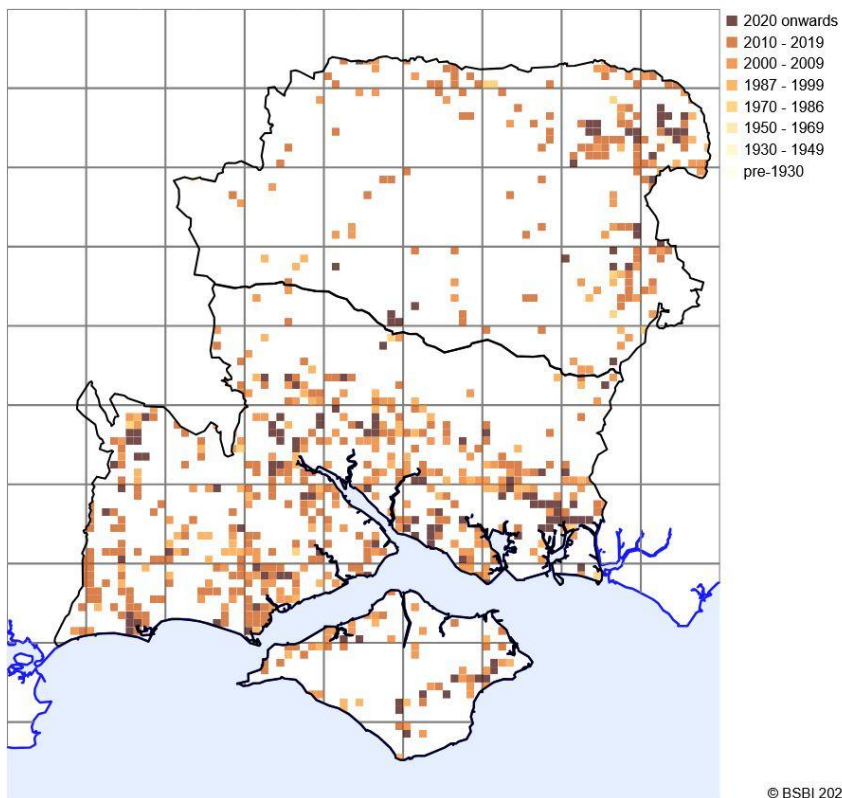 2020 onwards
2010 - 2019
2000 - 2009
1987 - 1999
1970 - 1986
1950 - 1969
1930 - 1949
pre-1930
© BSBI 202